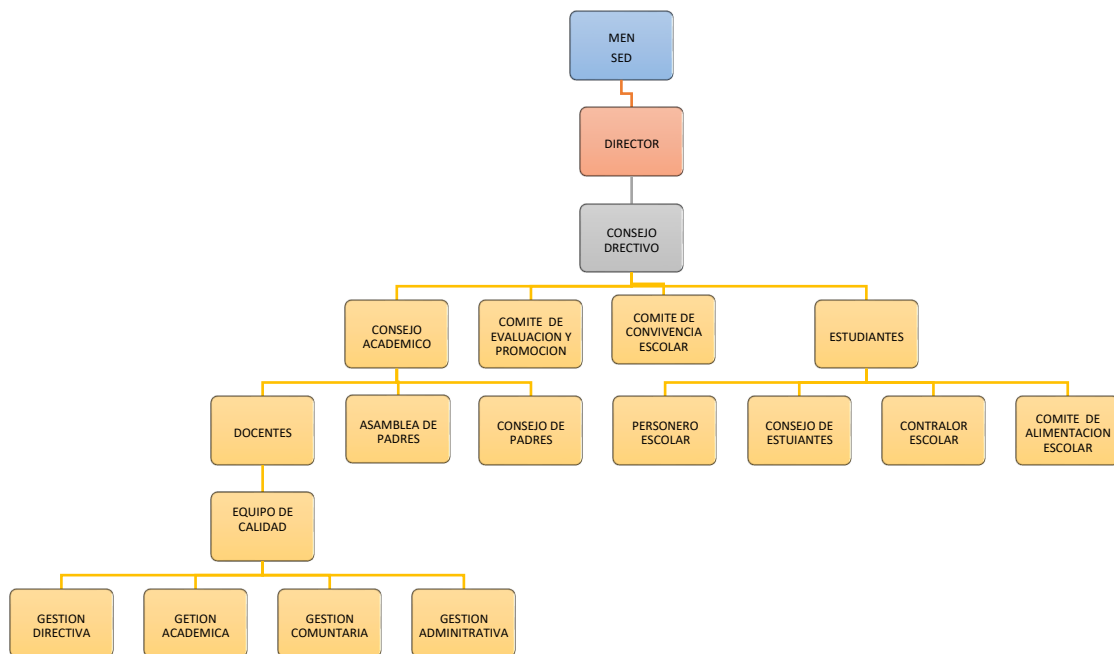 MEN
SED
DIRECTOR
CONSEJO
DRECTIVO
CONSEJO
ACADEMICO
COMITE DE
EVALUACION Y
PROMOCION
COMITE DE
CONVIVENCIA
ESCOLAR
ESTUDIANTES
DOCENTES
ASAMBLEA DE
PADRES
CONSEJO DE
PADRES
PERSONERO
ESCOLAR
CONSEJO DE
ESTUIANTES
CONTRALOR
ESCOLAR
COMITE DE
ALIMENTACION
ESCOLAR
EQUIPO DE
CALIDAD
GESTION
DIRECTIVA
GETION
ACADEMICA
GESTION
COMUNTARIA
GESTION
ADMINITRATIVA